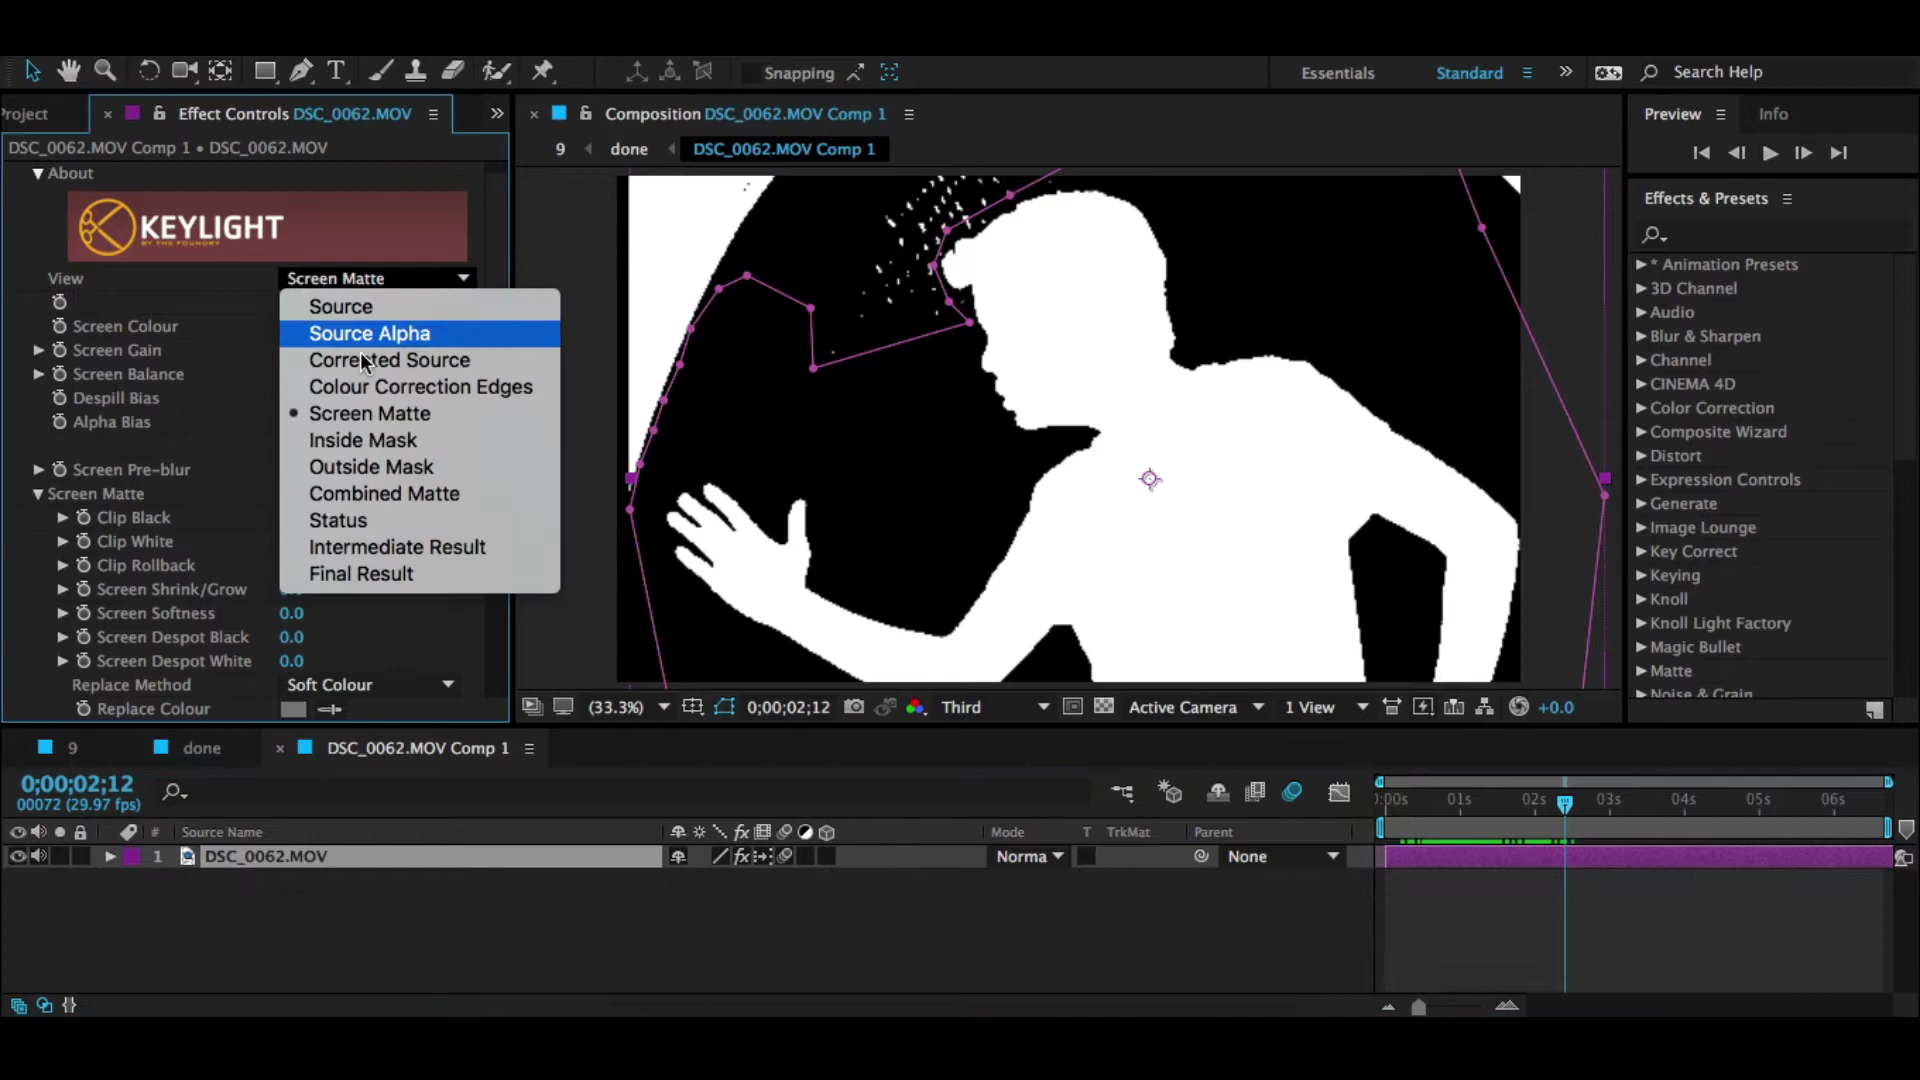 Snapping
Essentials
Standard
Search Help
Project
Effect Controls DSC_0062.MOV
Composition DSC_0062.MOV Comp 1
Preview
Info
DSC_0062.MOV Comp 1 • DSC_0062.MOV
9
done
DSC_0062.MOV Comp 1
About
KEYLIGHT
BY THE FOUNDRY
View
Screen Matte
Source
Source Alpha
Corrected Source
Colour Correction Edges
Screen Matte
Inside Mask
Outside Mask
Combined Matte
Status
Intermediate Result
Final Result
Screen Colour
Screen Gain
Screen Balance
Despill Bias
Alpha Bias
Screen Pre-blur
Screen Matte
Clip Black
Clip White
Clip Rollback
Screen Shrink/Grow
Screen Softness 0.0
Screen Despot Black 0.0
Screen Despot White 0.0
Replace Method Soft Colour
Replace Colour
Effects & Presets
* Animation Presets
3D Channel
Audio
Blur & Sharpen
Channel
CINEMA 4D
Color Correction
Composite Wizard
Distort
Expression Controls
Generate
Image Lounge
Key Correct
Keying
Knoll
Knoll Light Factory
Magic Bullet
Matte
Noise & Grain
(33.3%)
0;00;02;12
Third
Active Camera
1 View
+0.0
9
done
DSC_0062.MOV Comp 1
0;00;02;12
00072 (29.97 fps)
):00s 01s 02s 03s 04s 05s 06s
# Source Name
fx
Mode T TrkMat Parent
1 DSC_0062.MOV
fx
Norma
None